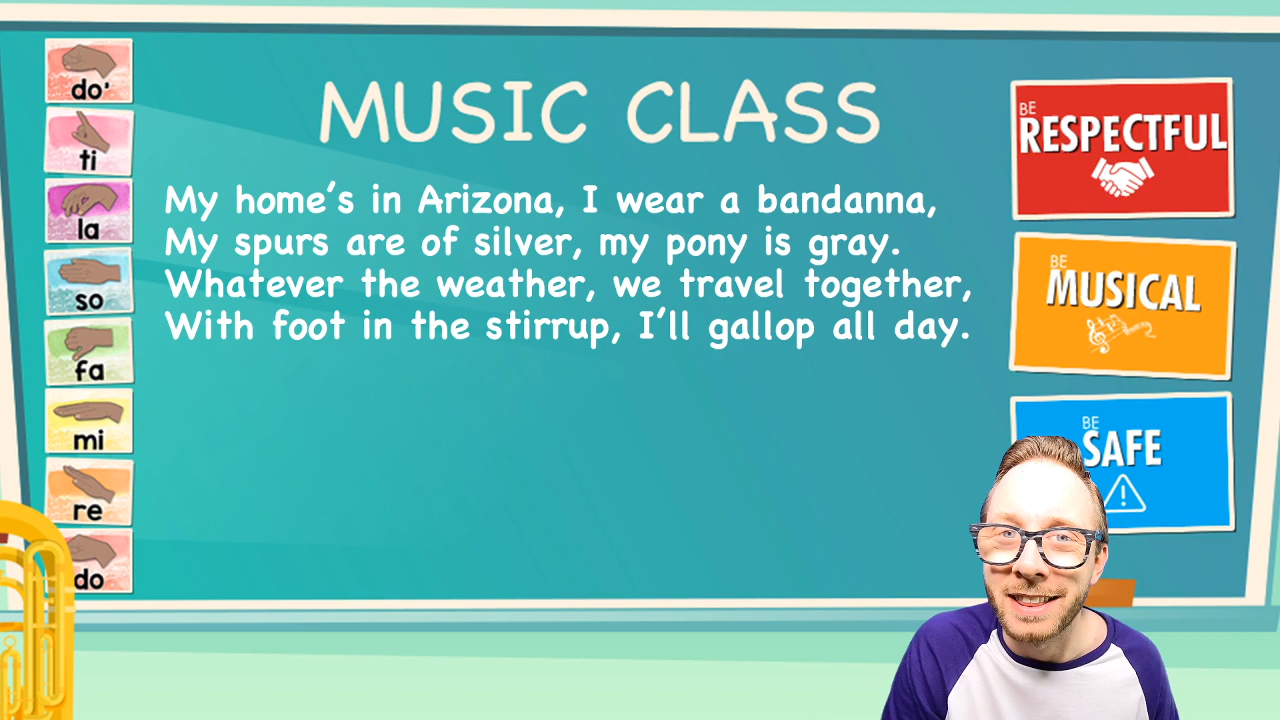 do'
ti
la
so
fa
mi
re
do
MUSIC CLASS
My home's in Arizona, I wear a bandanna,
My spurs are of silver, my pony is gray.
Whatever the weather, we travel together,
With foot in the stirrup, I'll gallop all day.
BE
RESPECTFUL
BE
MUSICAL
BE
SAFE